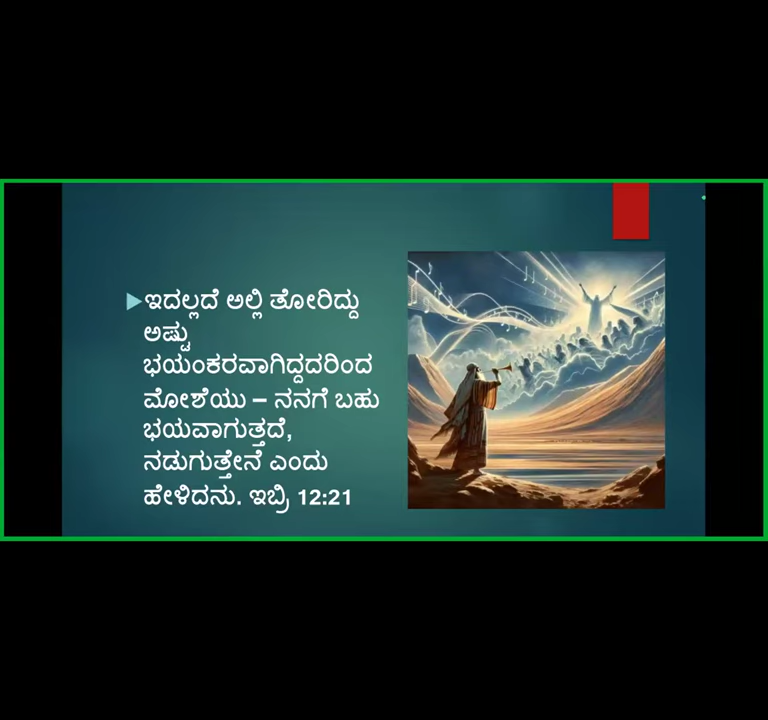 ಇದಲ್ಲದೆ ಅಲ್ಲಿ ತೋರಿದ್ದು
ಅಷ್ಟು
ಭಯಂಕರವಾಗಿದ್ದದರಿಂದ
ಮೋಶೆಯು – ನನಗೆ ಬಹು
ಭಯವಾಗುತ್ತದೆ,
ನಡುಗುತ್ತೇನೆ ಎಂದು
ಹೇಳಿದನು. ಇಬ್ರಿ 12:21